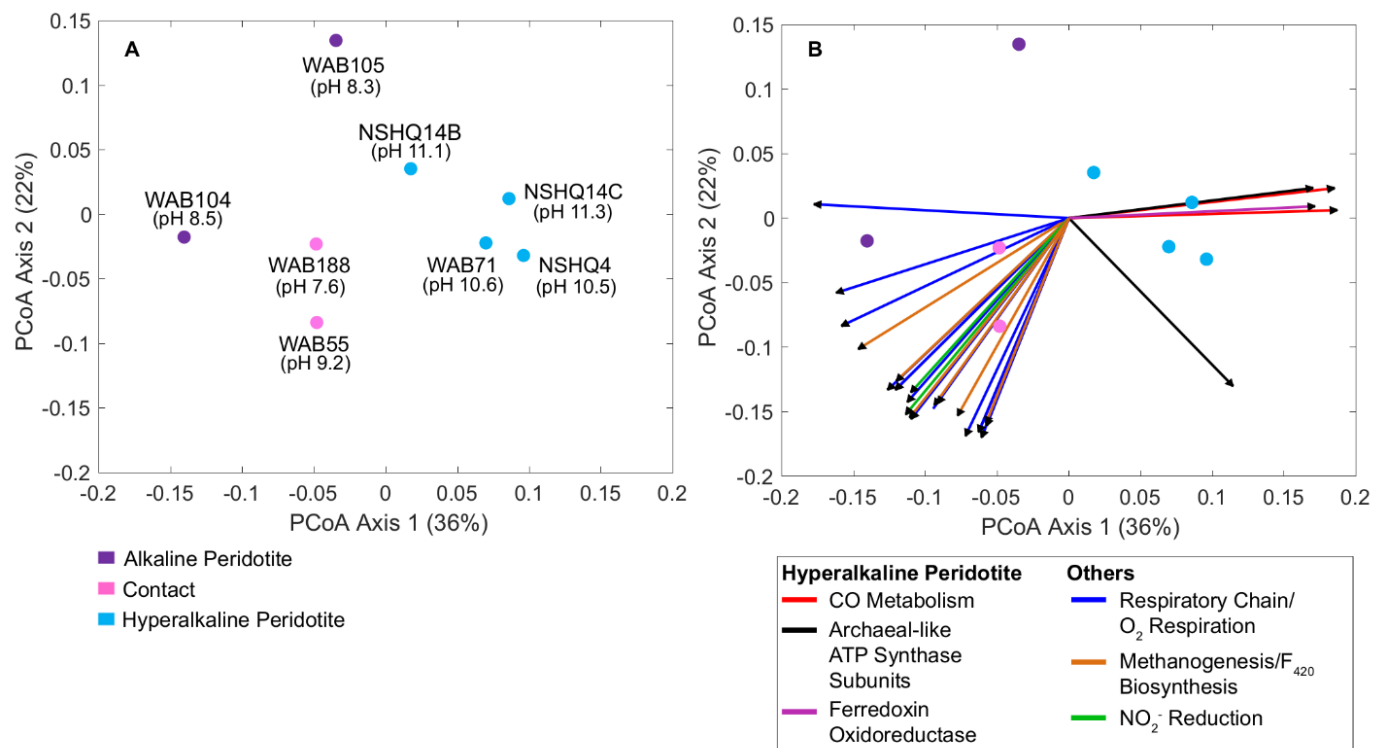 A
WAB105
(pH 8.3)
NSHQ14B
(pH 11.1)
WAB104
(pH 8.5)
NSHQ14C
(pH 11.3)
WAB188
(pH 7.6)
WAB71
(pH 10.6)
NSHQ4
(pH 10.5)
WAB55
(pH 9.2)
0.15
0.1
0.05
0
-0.05
-0.1
-0.15
-0.2
PCoA Axis 2 (22%)
-0.2 -0.15 -0.1 -0.05 0 0.05 0.1 0.15 0.2
PCoA Axis 1 (36%)
Alkaline Peridotite
Contact
Hyperalkaline Peridotite
B
0.15
0.1
0.05
0
-0.05
-0.1
-0.15
-0.2
PCoA Axis 2 (22%)
-0.2 -0.15 -0.1 -0.05 0 0.05 0.1 0.15 0.2
PCoA Axis 1 (36%)
Hyperalkaline Peridotite
CO Metabolism
Archaeal-like
ATP Synthase
Subunits
Ferredoxin
Oxidoreductase
Others
Respiratory Chain/
O₂ Respiration
Methanogenesis/F₄₂₀
Biosynthesis
NO₂⁻ Reduction